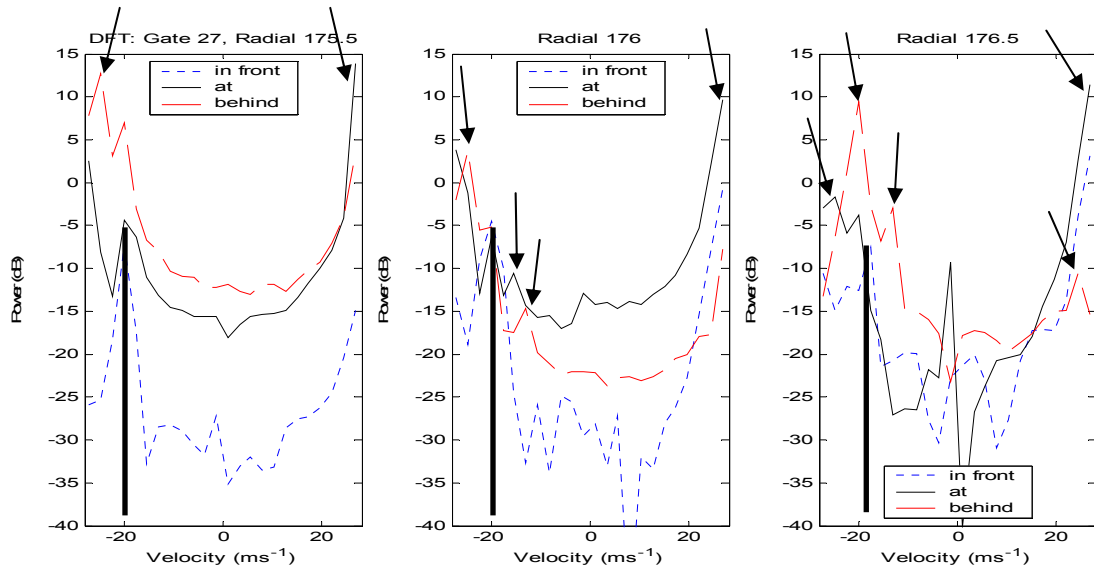 DFT: Gate 27, Radial 175.5
15
10
5
0
-5
-10
-15
-20
-25
-30
-35
-40
Power (dB)
in front
at
behind
-20
0
20
Velocity (ms⁻¹)
Radial 176
15
10
5
0
-5
-10
-15
-20
-25
-30
-35
-40
Power (dB)
in front
at
behind
-20
0
20
Velocity (ms⁻¹)
Radial 176.5
15
10
5
0
-5
-10
-15
-20
-25
-30
-35
-40
Power (dB)
in front
at
behind
-20
0
20
Velocity (ms⁻¹)